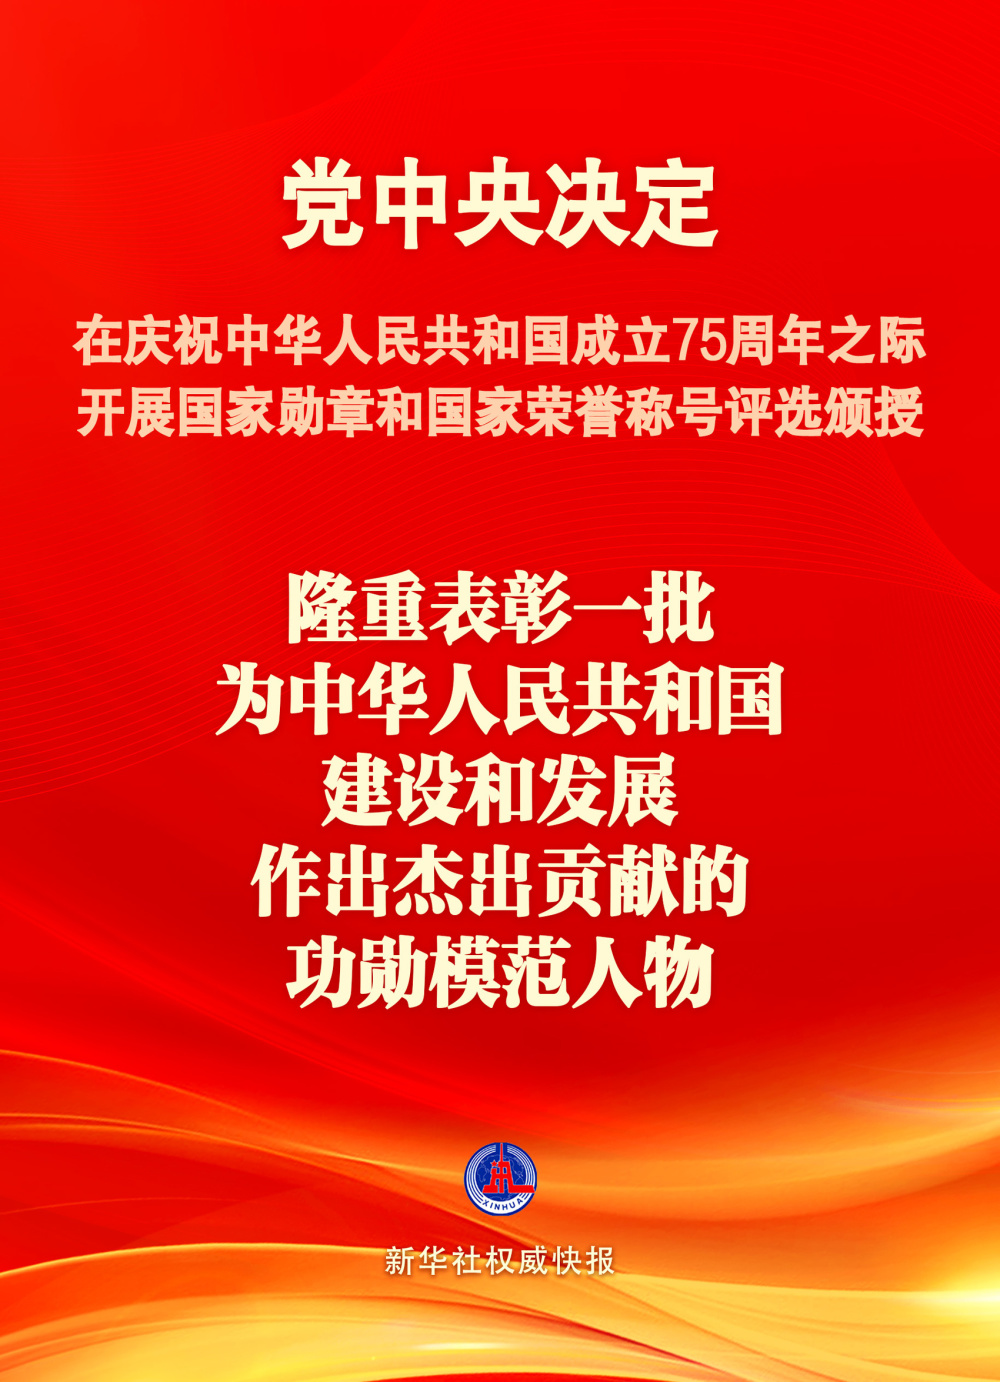 党中央决定
在庆祝中华人民共和国成立75周年之际
开展国家勋章和国家荣誉称号评选颁授
隆重表彰一批
为中华人民共和国
建设和发展
作出杰出贡献的
功勋模范人物
XINHUA
新华社权威快报